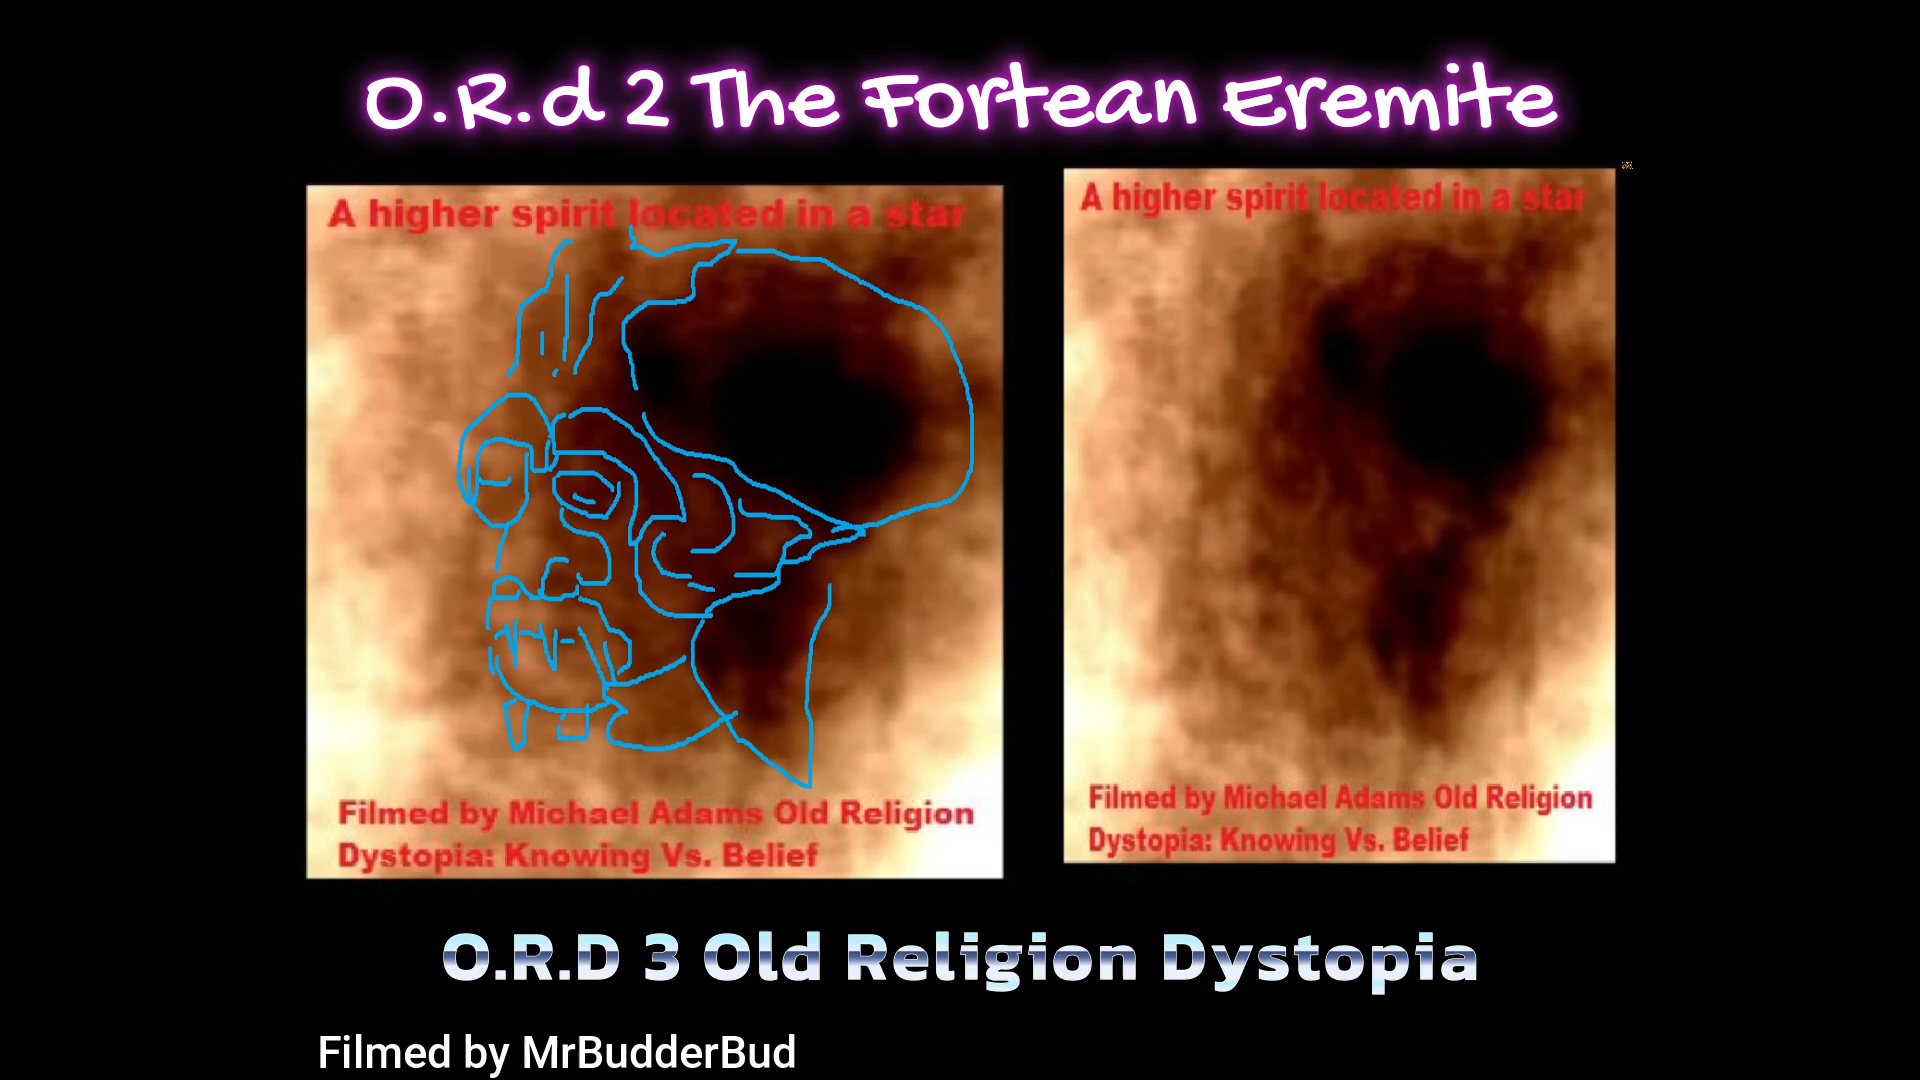 O.R.d 2 The Fortean Eremite
A higher spirit located in a star
Filmed by Michael Adams Old Religion
Dystopia: Knowing Vs. Belief
A higher spirit located in a star
Filmed by Michael Adams Old Religion
Dystopia: Knowing Vs. Belief
O.R.D 3 Old Religion Dystopia
Filmed by MrBudderBud